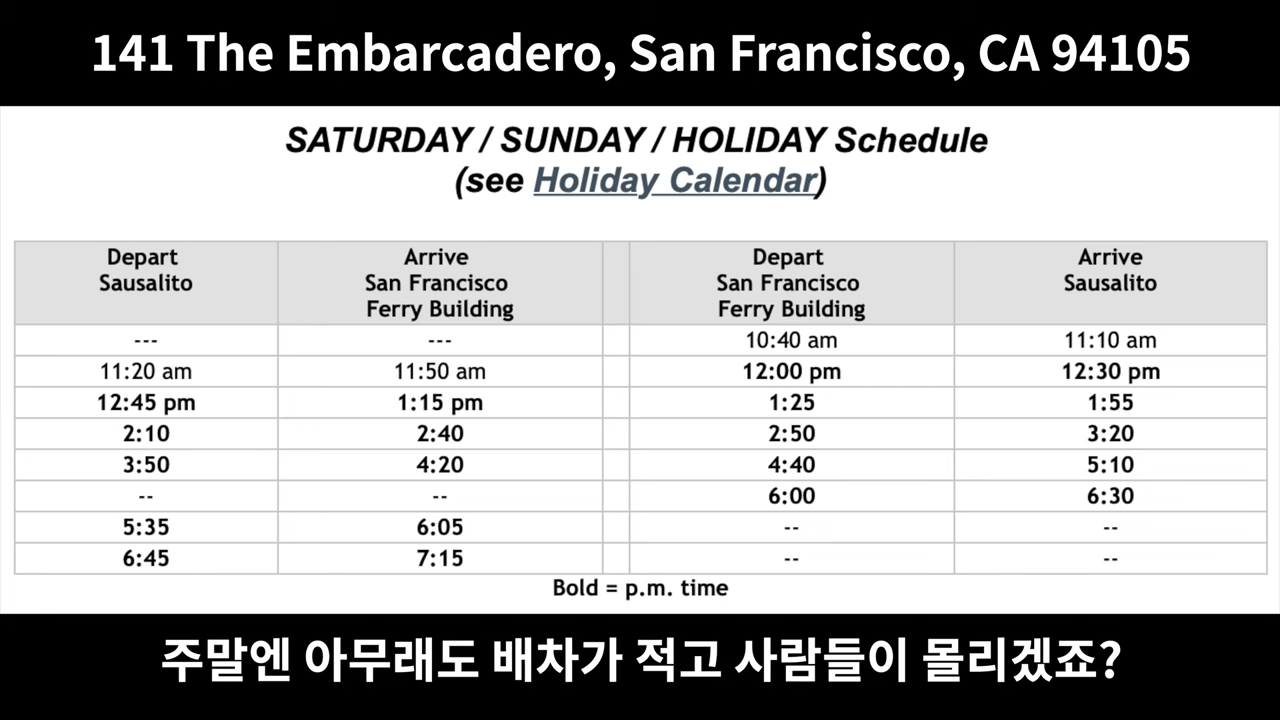 141 The Embarcadero, San Francisco, CA 94105
SATURDAY / SUNDAY / HOLIDAY Schedule
(see Holiday Calendar)
Depart Sausalito | Arrive San Francisco Ferry Building | Depart San Francisco Ferry Building | Arrive Sausalito
--- | --- | 10:40 am | 11:10 am
11:20 am | 11:50 am | 12:00 pm | 12:30 pm
12:45 pm | 1:15 pm | 1:25 | 1:55
2:10 | 2:40 | 2:50 | 3:20
3:50 | 4:20 | 4:40 | 5:10
-- | -- | 6:00 | 6:30
5:35 | 6:05 | -- | --
6:45 | 7:15 | -- | --
Bold = p.m. time
주말엔 아무래도 배차가 적고 사람들이 몰리겠죠?